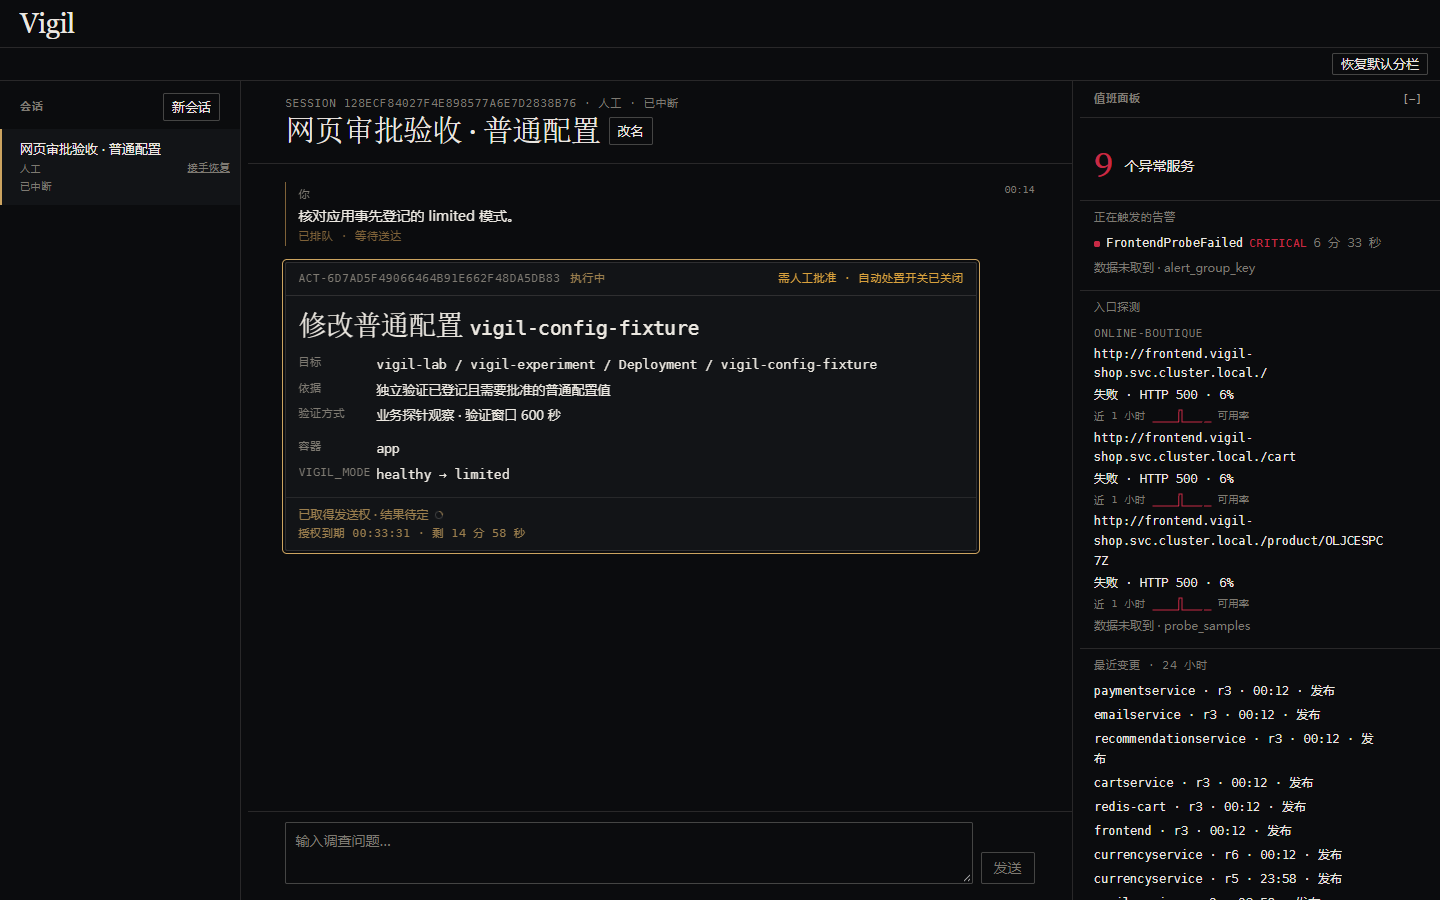 Vigil
恢复默认分栏
会话
新会话
网页审批验收 · 普通配置
人工
接手恢复
已中断
SESSION 128ECF84027F4E898577A6E7D2838B76 · 人工 · 已中断
网页审批验收 · 普通配置
改名
你
00:14
核对应用事先登记的 limited 模式。
已排队 · 等待送达
ACT-6D7AD5F49066464B91E662F48DA5DB83 执行中
需人工批准 · 自动处置开关已关闭
修改普通配置 vigil-config-fixture
目标 vigil-lab / vigil-experiment / Deployment / vigil-config-fixture
依据 独立验证已登记且需要批准的普通配置值
验证方式 业务探针观察 · 验证窗口 600 秒
容器 app
VIGIL_MODE healthy → limited
已取得发送权 · 结果待定
授权到期 00:33:31 · 剩 14 分 58 秒
输入调查问题...
发送
值班面板
[−]
9 个异常服务
正在触发的告警
FrontendProbeFailed CRITICAL 6 分 33 秒
数据未取到 · alert_group_key
入口探测
ONLINE-BOUTIQUE
http://frontend.vigil-
shop.svc.cluster.local./
失败 · HTTP 500 · 6%
近 1 小时 可用率
http://frontend.vigil-
shop.svc.cluster.local./cart
失败 · HTTP 500 · 6%
近 1 小时 可用率
http://frontend.vigil-
shop.svc.cluster.local./product/OLJCESPC
7Z
失败 · HTTP 500 · 6%
近 1 小时 可用率
数据未取到 · probe_samples
最近变更 · 24 小时
paymentservice · r3 · 00:12 · 发布
emailservice · r3 · 00:12 · 发布
recommendationservice · r3 · 00:12 · 发
布
cartservice · r3 · 00:12 · 发布
redis-cart · r3 · 00:12 · 发布
frontend · r3 · 00:12 · 发布
currencyservice · r6 · 00:12 · 发布
currencyservice · r5 · 23:58 · 发布